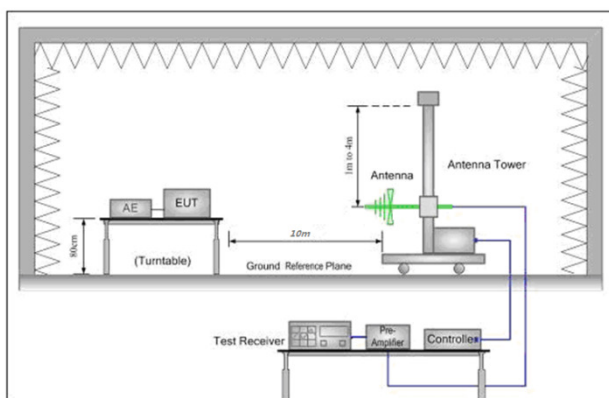 1m to 4m
Antenna
Antenna Tower
AE
EUT
80cm
(Turntable)
10m
Ground Reference Plane
Test Receiver
Pre-
Amplifier
Controller